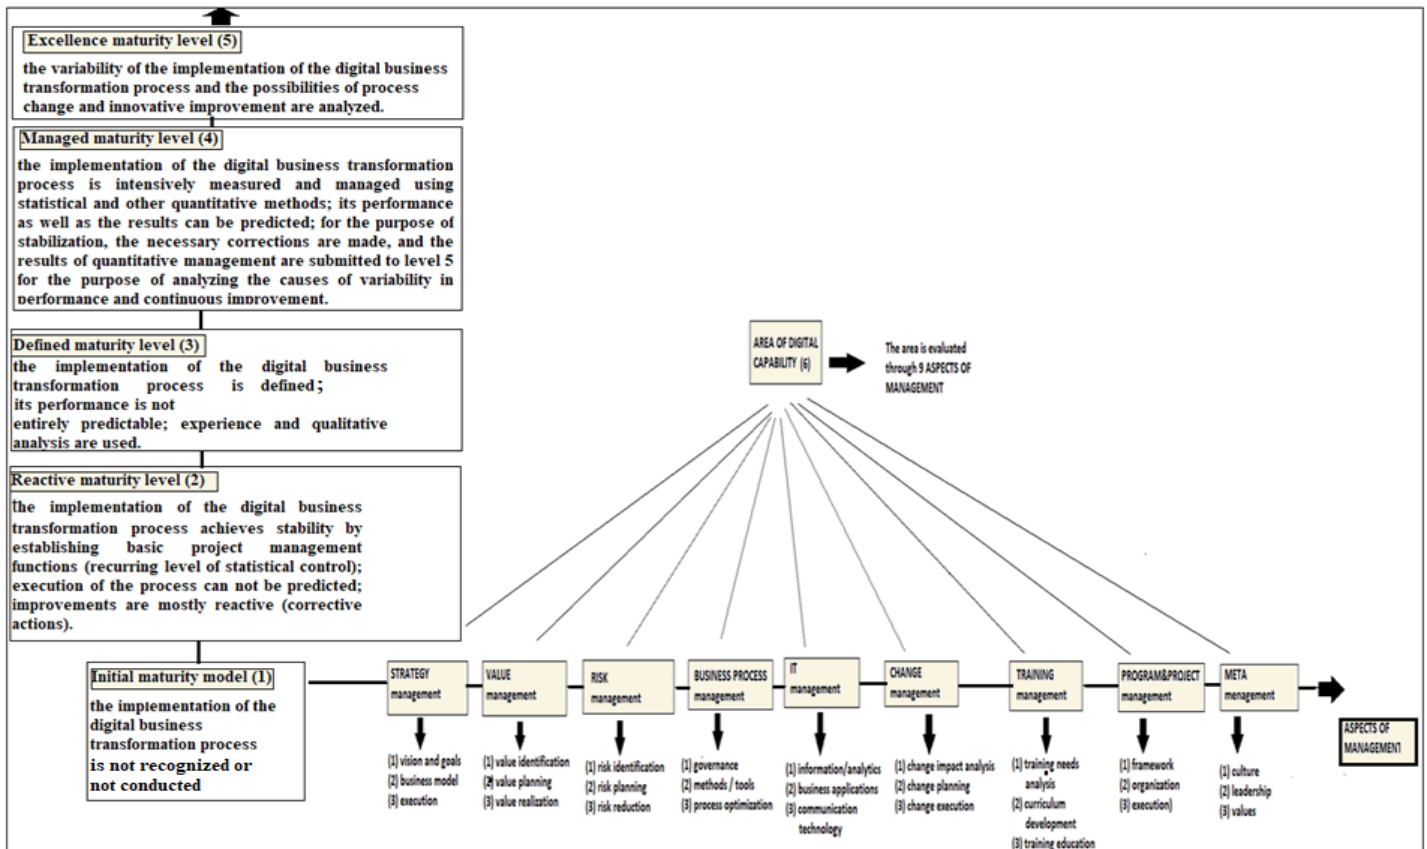 Excellence maturity level (5)
the variability of the implementation of the digital business
transformation process and the possibilities of process
change and innovative improvement are analyzed.
Managed maturity level (4)
the implementation of the digital business transformation
process is intensively measured and managed using
statistical and other quantitative methods; its performance
as well as the results can be predicted; for the purpose of
stabilization, the necessary corrections are made, and the
results of quantitative management are submitted to level 5
for the purpose of analyzing the causes of variability in
performance and continuous improvement.
Defined maturity level (3)
the implementation of the digital business
transformation process is defined;
its performance is not
entirely predictable; experience and qualitative
analysis are used.
Reactive maturity level (2)
the implementation of the digital business
transformation process achieves stability by
establishing basic project management
functions (recurring level of statistical control);
execution of the process can not be predicted;
improvements are mostly reactive (corrective
actions).
Initial maturity model (1)
the implementation of the
digital business
transformation process
is not recognized or
not conducted
AREA OF DIGITAL
CAPABILITY (6)
The area is evaluated
through 9 ASPECTS OF
MANAGEMENT
STRATEGY
management
(1) vision and goals
(2) business model
(3) execution
VALUE
management
(1) value identification
(2) value planning
(3) value realization
RISK
management
(1) risk identification
(2) risk planning
(3) risk reduction
BUSINESS PROCESS
management
(1) governance
(2) methods / tools
(3) process optimization
IT
management
(1) information/analytics
(2) business applications
(3) communication
technology
CHANGE
management
(1) change impact analysis
(2) change planning
(3) change execution
TRAINING
management
(1) training needs
analysis
(2) curriculum
development
(3) training education
PROGRAM&PROJECT
management
(1) framework
(2) organization
(3) execution)
META
menagement
(1) culture
(2) leadership
(3) values
ASPECTS OF
MANAGEMENT